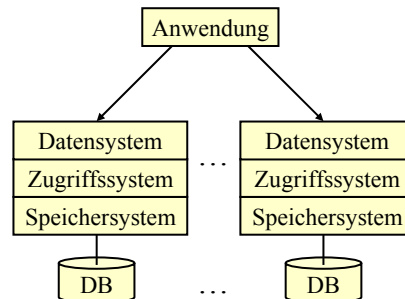 Anwendung
Datensystem Datensystem
...
Zugriffssystem Zugriffssystem
Speichersystem Speichersystem
DB ... DB